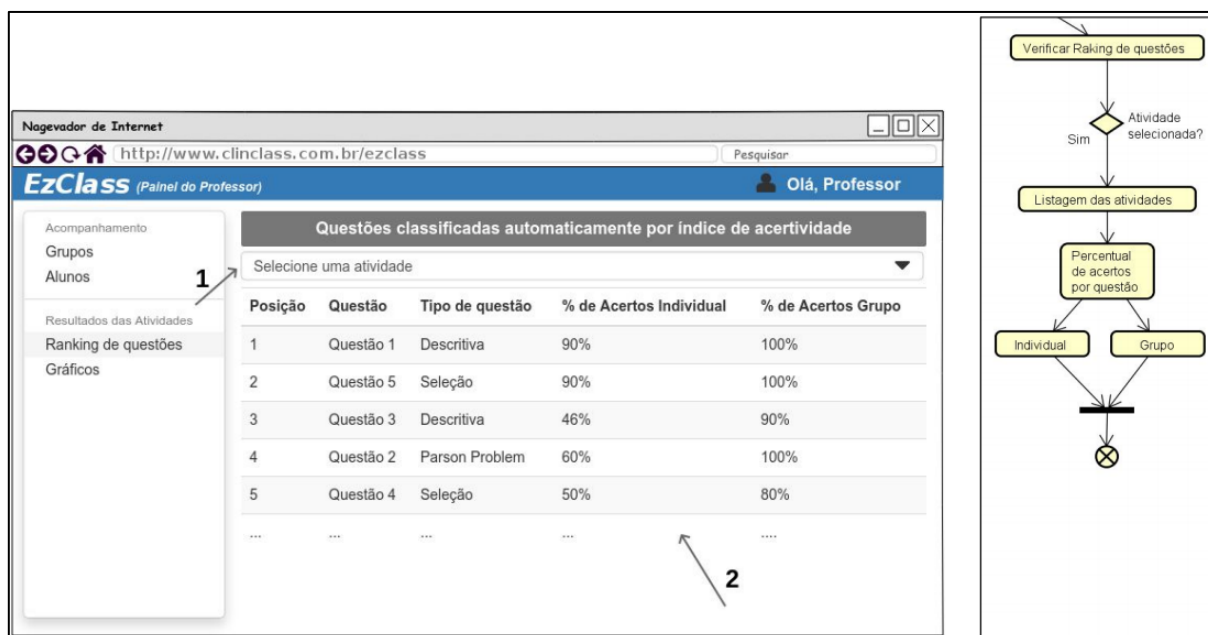 Nagevador de Internet
http://www.clinclass.com.br/ezclass
Pesquisar
EzClass (Painel do Professor)
Olá, Professor
Acompanhamento
Grupos
Alunos
Resultados das Atividades
Ranking de questões
Gráficos
1
Questões classificadas automaticamente por índice de acertividade
Selecione uma atividade
Posição Questão Tipo de questão % de Acertos Individual % de Acertos Grupo
1 Questão 1 Descritiva 90% 100%
2 Questão 5 Seleção 90% 100%
3 Questão 3 Descritiva 46% 90%
4 Questão 2 Parson Problem 60% 100%
5 Questão 4 Seleção 50% 80%
... ... ... ... ....
2
Verificar Raking de questões
Atividade
selecionada?
Sim
Listagem das atividades
Percentual
de acertos
por questão
Individual
Grupo